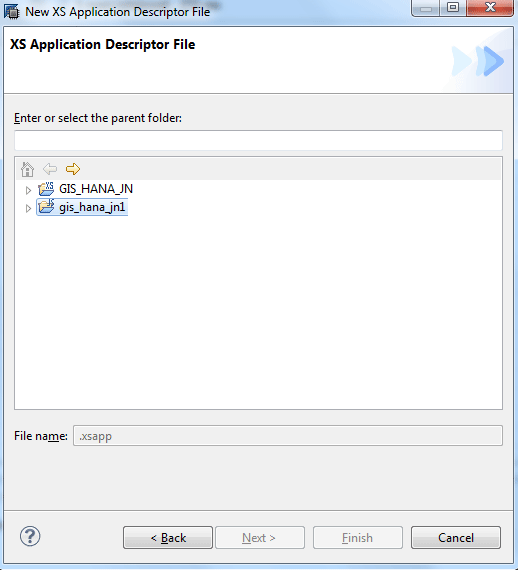 New XS Application Descriptor File
XS Application Descriptor File
Enter or select the parent folder:
GIS_HANA_JN
gis_hana_jn1
File name: .xsapp
< Back Next > Finish Cancel